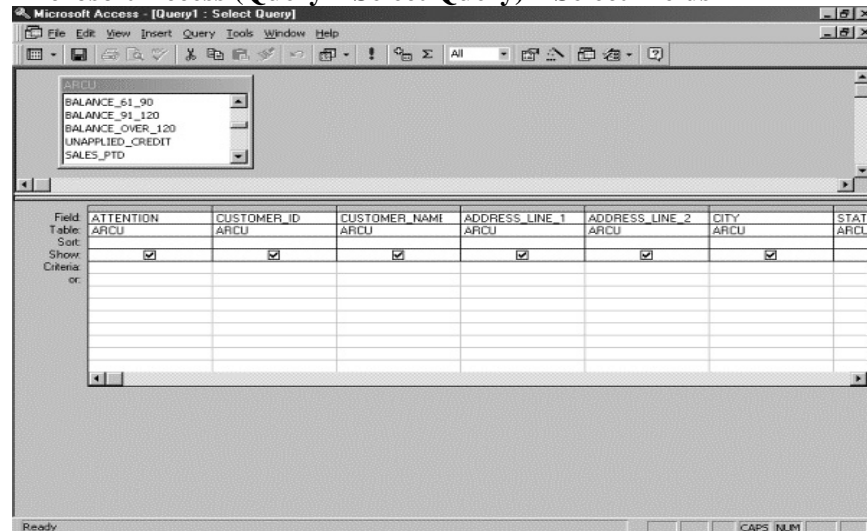 Microsoft Access - [Query1 : Select Query]
File Edit View Insert Query Tools Window Help
All
ARCU
BALANCE_61_90
BALANCE_91_120
BALANCE_OVER_120
UNAPPLIED_CREDIT
SALES_PTD
Field: ATTENTION CUSTOMER_ID CUSTOMER_NAME ADDRESS_LINE_1 ADDRESS_LINE_2 CITY STAT
Table: ARCU ARCU ARCU ARCU ARCU ARCU ARCU
Sort:
Show:
Criteria:
or:
Ready CAPS NUM